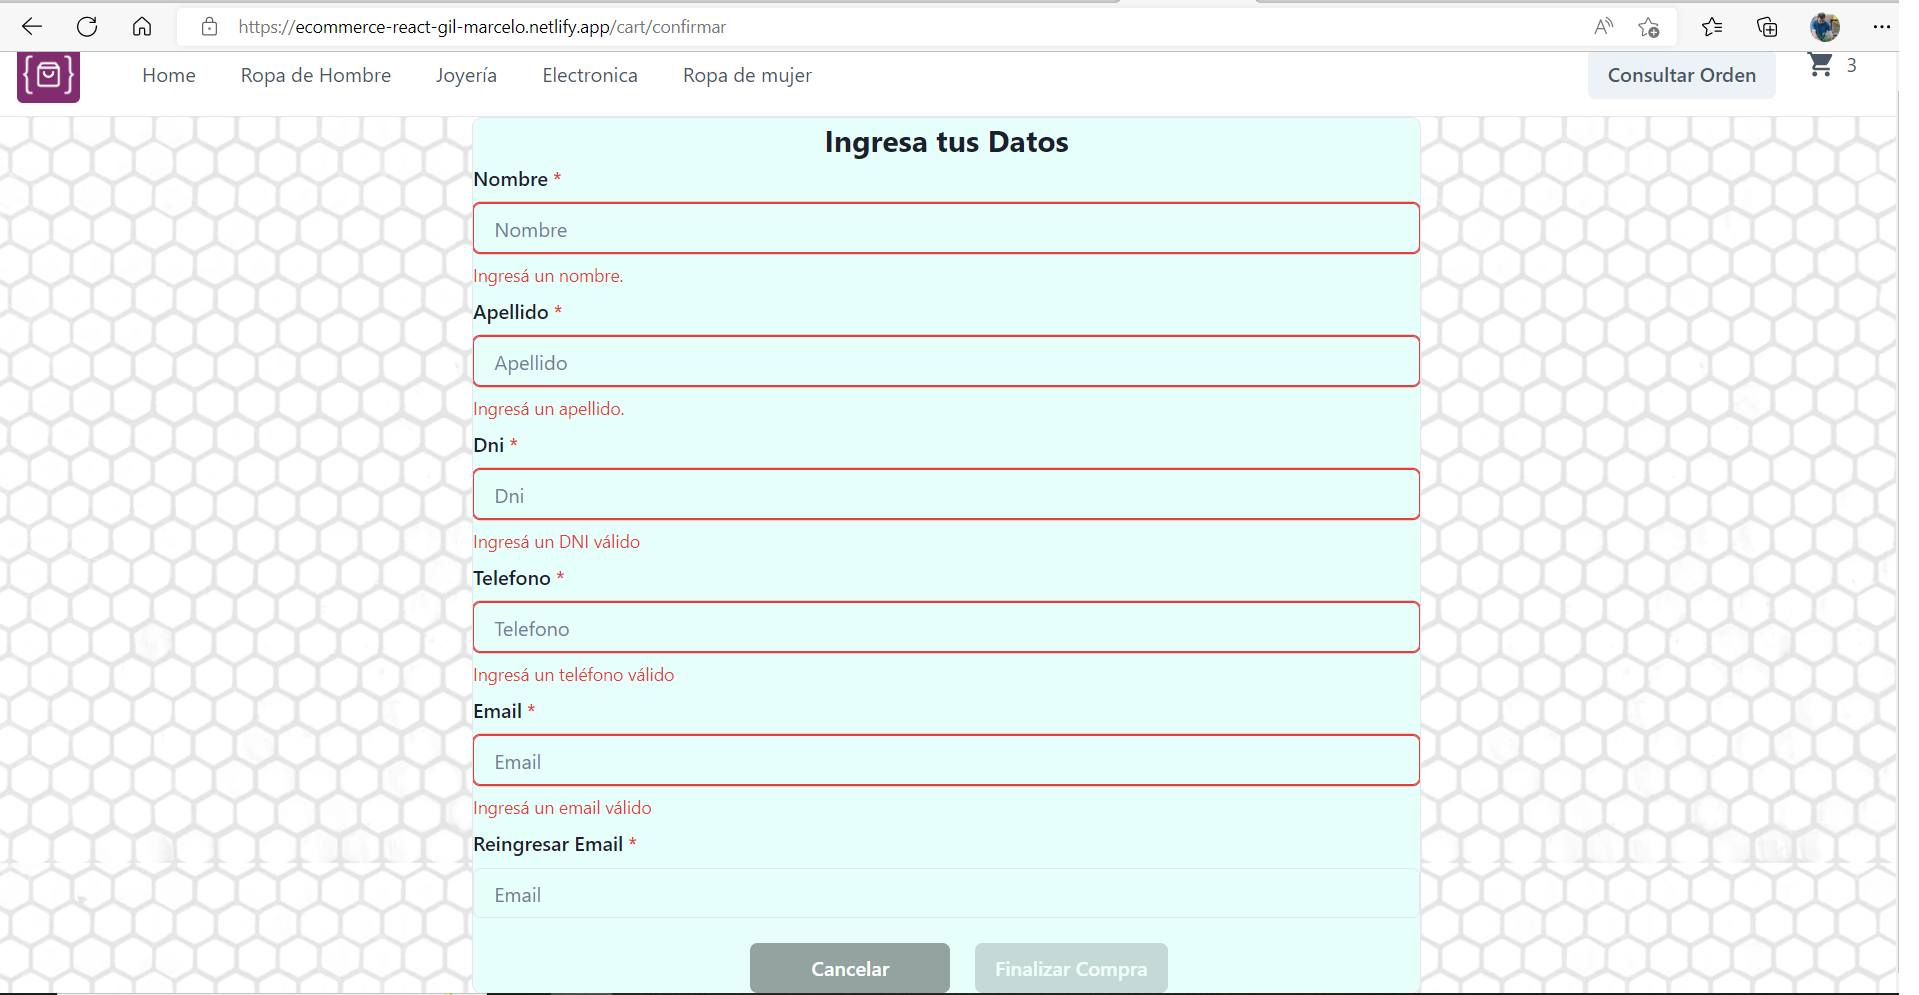 https://ecommerce-react-gil-marcelo.netlify.app/cart/confirmar
Home Ropa de Hombre Joyería Electronica Ropa de mujer Consultar Orden 3
Ingresa tus Datos
Nombre *
Nombre
Ingresá un nombre.
Apellido *
Apellido
Ingresá un apellido.
Dni *
Dni
Ingresá un DNI válido
Telefono *
Telefono
Ingresá un teléfono válido
Email *
Email
Ingresá un email válido
Reingresar Email *
Email
Cancelar Finalizar Compra